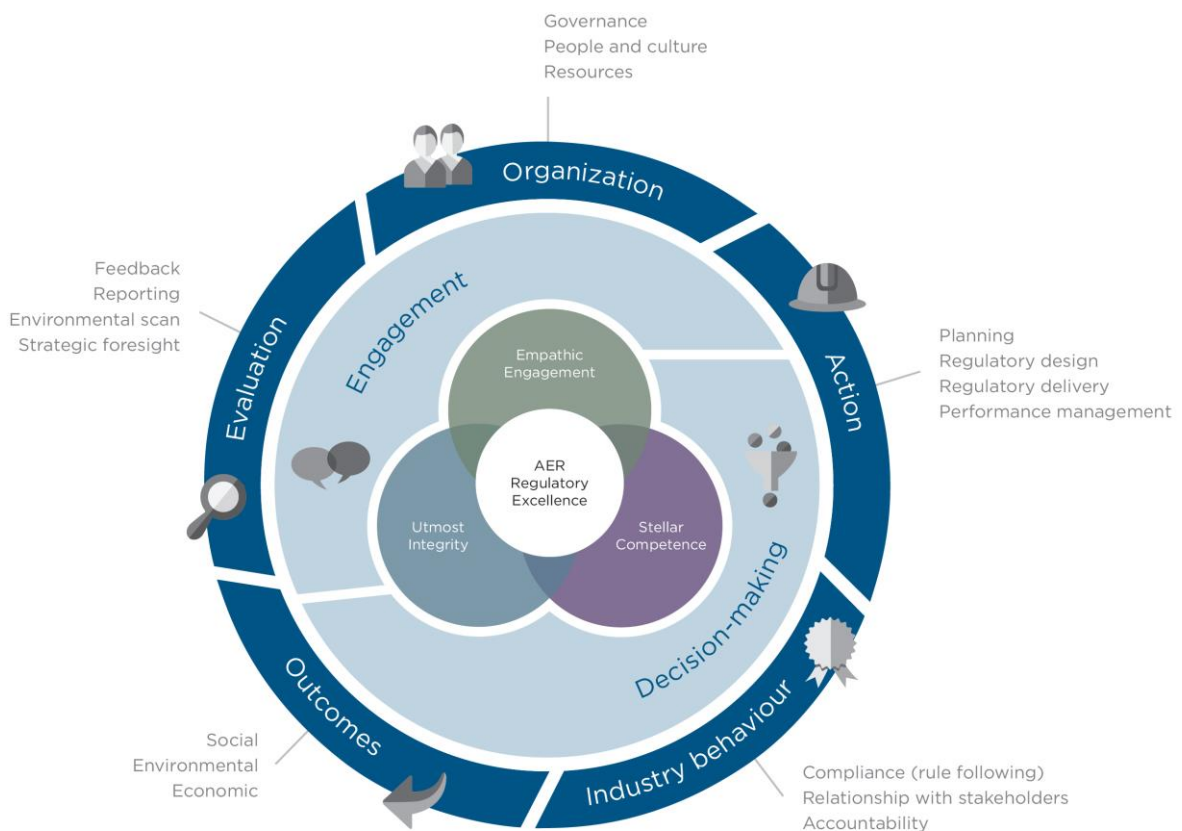 Governance
People and culture
Resources
Organization
Engagement
Feedback
Reporting
Environmental scan
Strategic foresight
Evaluation
Action
Planning
Regulatory design
Regulatory delivery
Performance management
Empathic
Engagement
AER
Regulatory
Excellence
Utmost
Integrity
Stellar
Competence
Decision-making
Outcomes
Social
Environmental
Economic
Industry behaviour
Compliance (rule following)
Relationship with stakeholders
Accountability